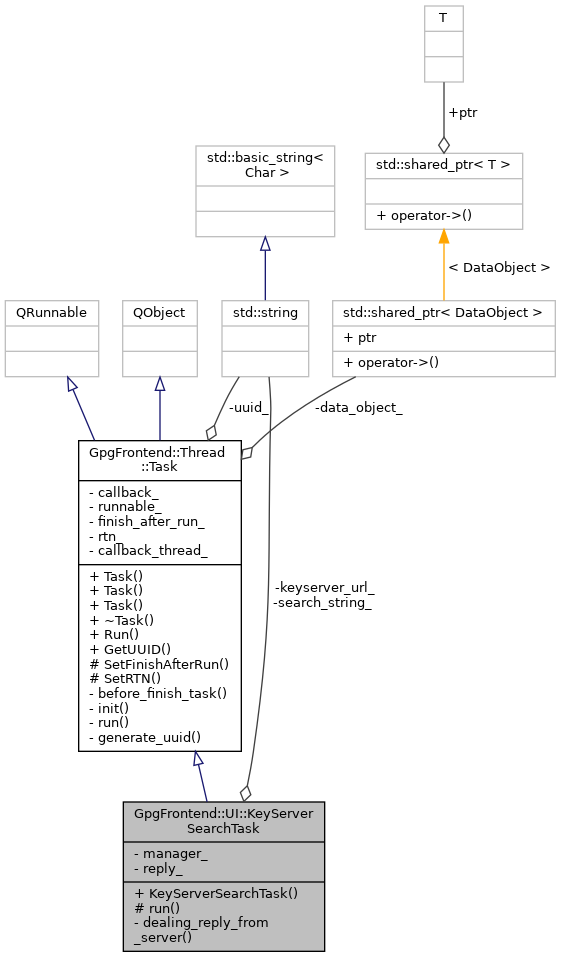 T
+ptr
std::basic_string<
Char >
std::shared_ptr< T >
+ operator->()
< DataObject >
QRunnable
QObject
std::string
std::shared_ptr< DataObject >
+ ptr
+ operator->()
-uuid_
-data_object_
GpgFrontend::Thread
::Task
- callback_
- runnable_
- finish_after_run_
- rtn_
- callback_thread_
+ Task()
+ Task()
+ Task()
+ ~Task()
+ Run()
+ GetUUID()
# SetFinishAfterRun()
# SetRTN()
- before_finish_task()
- init()
- run()
- generate_uuid()
-keyserver_url_
-search_string_
GpgFrontend::UI::KeyServer
SearchTask
- manager_
- reply_
+ KeyServerSearchTask()
# run()
- dealing_reply_from
_server()